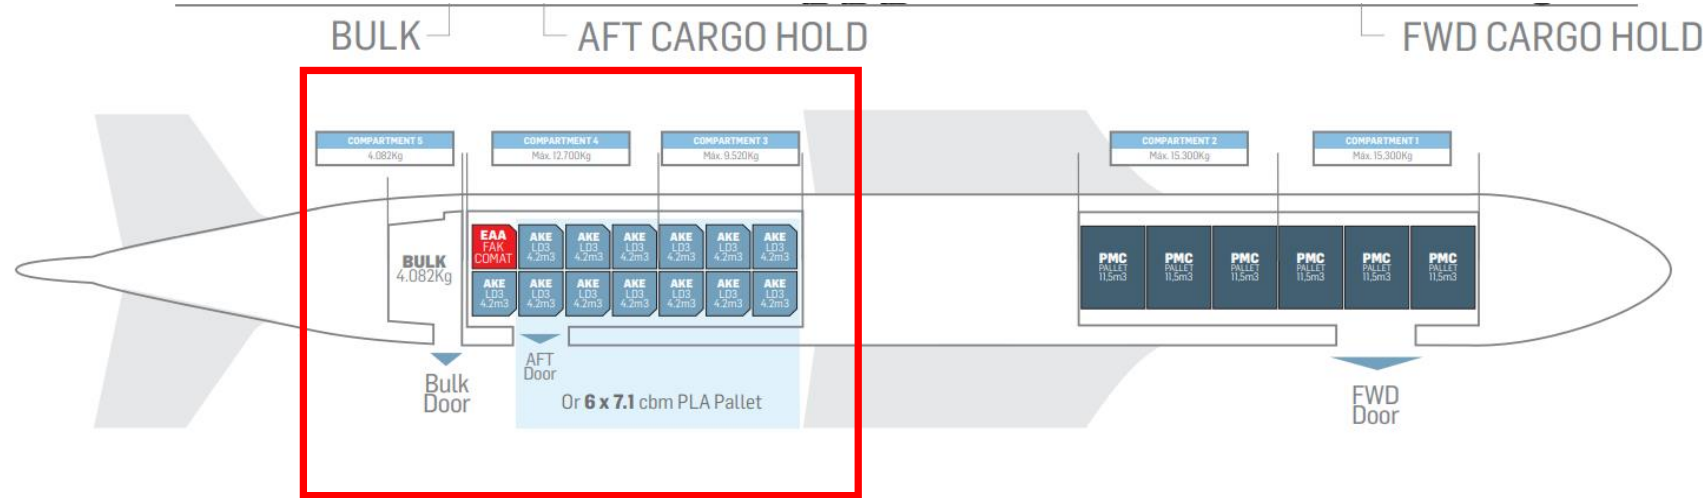 BULK
AFT CARGO HOLD
FWD CARGO HOLD
COMPARTMENT 5
4.082Kg
COMPARTMENT 4
Máx. 12.700Kg
COMPARTMENT 3
Máx. 9.520Kg
COMPARTMENT 2
Máx. 15.300Kg
COMPARTMENT 1
Máx. 15.300Kg
BULK
4.082Kg
EAA
FAK
COMAT
AKE
LD3
4.2m3
AKE
LD3
4.2m3
AKE
LD3
4.2m3
AKE
LD3
4.2m3
AKE
LD3
4.2m3
AKE
LD3
4.2m3
AKE
LD3
4.2m3
AKE
LD3
4.2m3
AKE
LD3
4.2m3
AKE
LD3
4.2m3
AKE
LD3
4.2m3
AKE
LD3
4.2m3
AKE
LD3
4.2m3
PMC
PALLET
11,5m3
PMC
PALLET
11,5m3
PMC
PALLET
11,5m3
PMC
PALLET
11,5m3
PMC
PALLET
11,5m3
PMC
PALLET
11,5m3
Bulk
Door
AFT
Door
Or 6 x 7.1 cbm PLA Pallet
FWD
Door